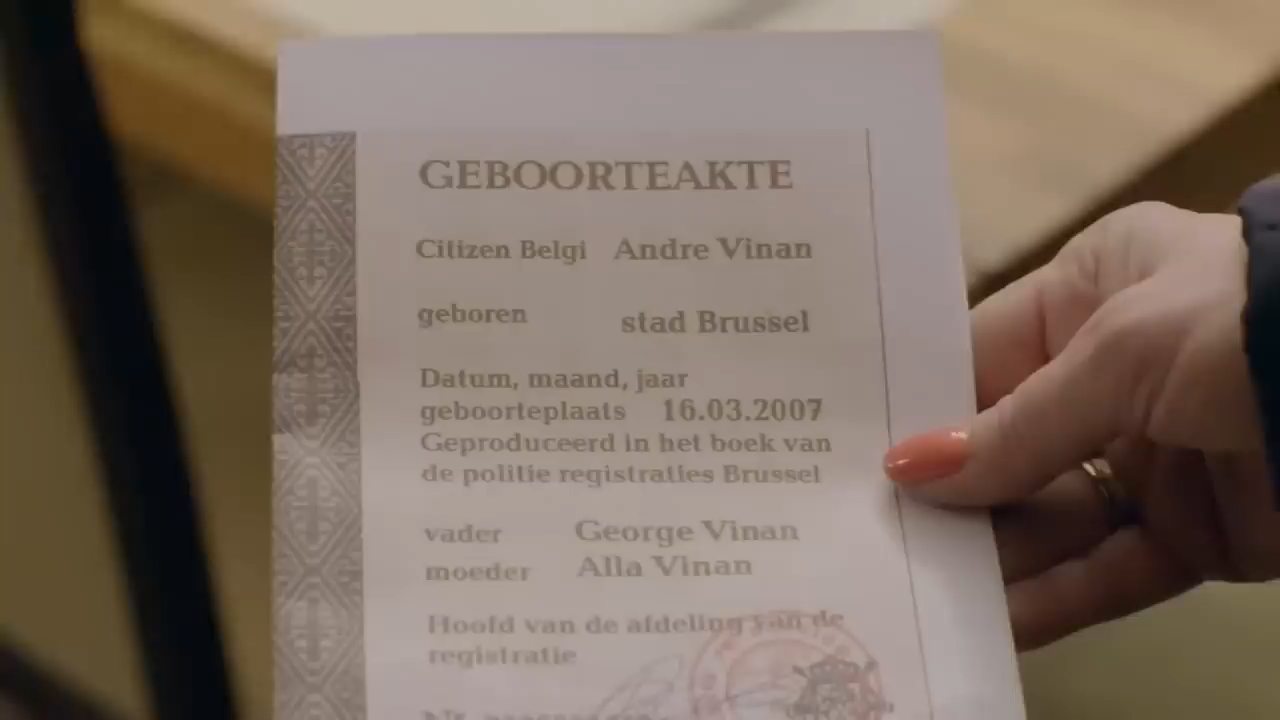 GEBOORTEAKTE
Citizen Belgi Andre Vinan
geboren stad Brussel
Datum, maand, jaar
geboorteplaats 16.03.2007
Geproduceerd in het boek van
de politie registraties Brussel
vader George Vinan
moeder Alla Vinan
Hoofd van de afdeling van de
registratie